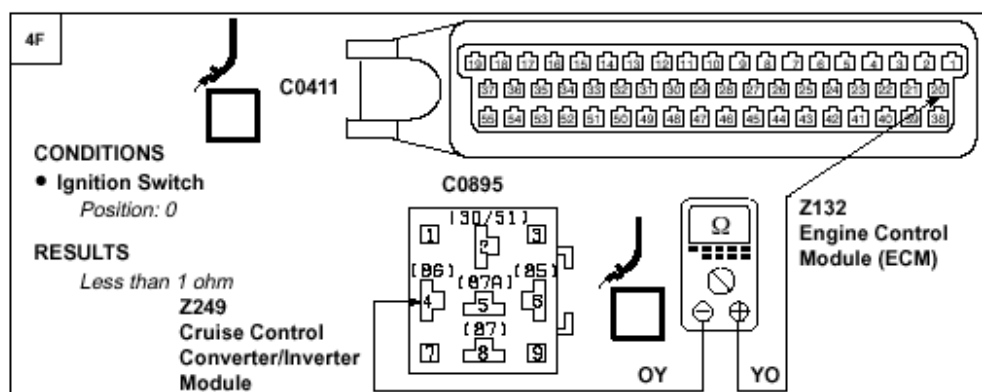 4F
C0411
19 18 17 16 15 14 13 12 11 10 9 8 7 6 5 4 3 2 1
37 36 35 34 33 32 31 30 29 28 27 26 25 24 23 22 21 20
55 54 53 52 51 50 49 48 47 46 45 44 43 42 41 40 39 38
CONDITIONS
• Ignition Switch
Position: 0
RESULTS
Less than 1 ohm
Z249
Cruise Control
Converter/Inverter
Module
C0895
(30/51)
1 2 3
(86) (87A) (85)
4 5 6
(87)
7 8 9
Ω
− +
OY YO
Z132
Engine Control
Module (ECM)